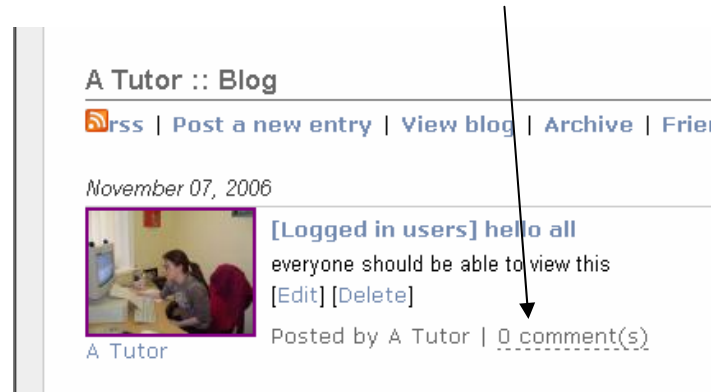 A Tutor :: Blog
rss | Post a new entry | View blog | Archive |
November 07, 2006
[Logged in users] hello all
everyone should be able to view this
[Edit] [Delete]
Posted by A Tutor | 0 comment(s)
A Tutor